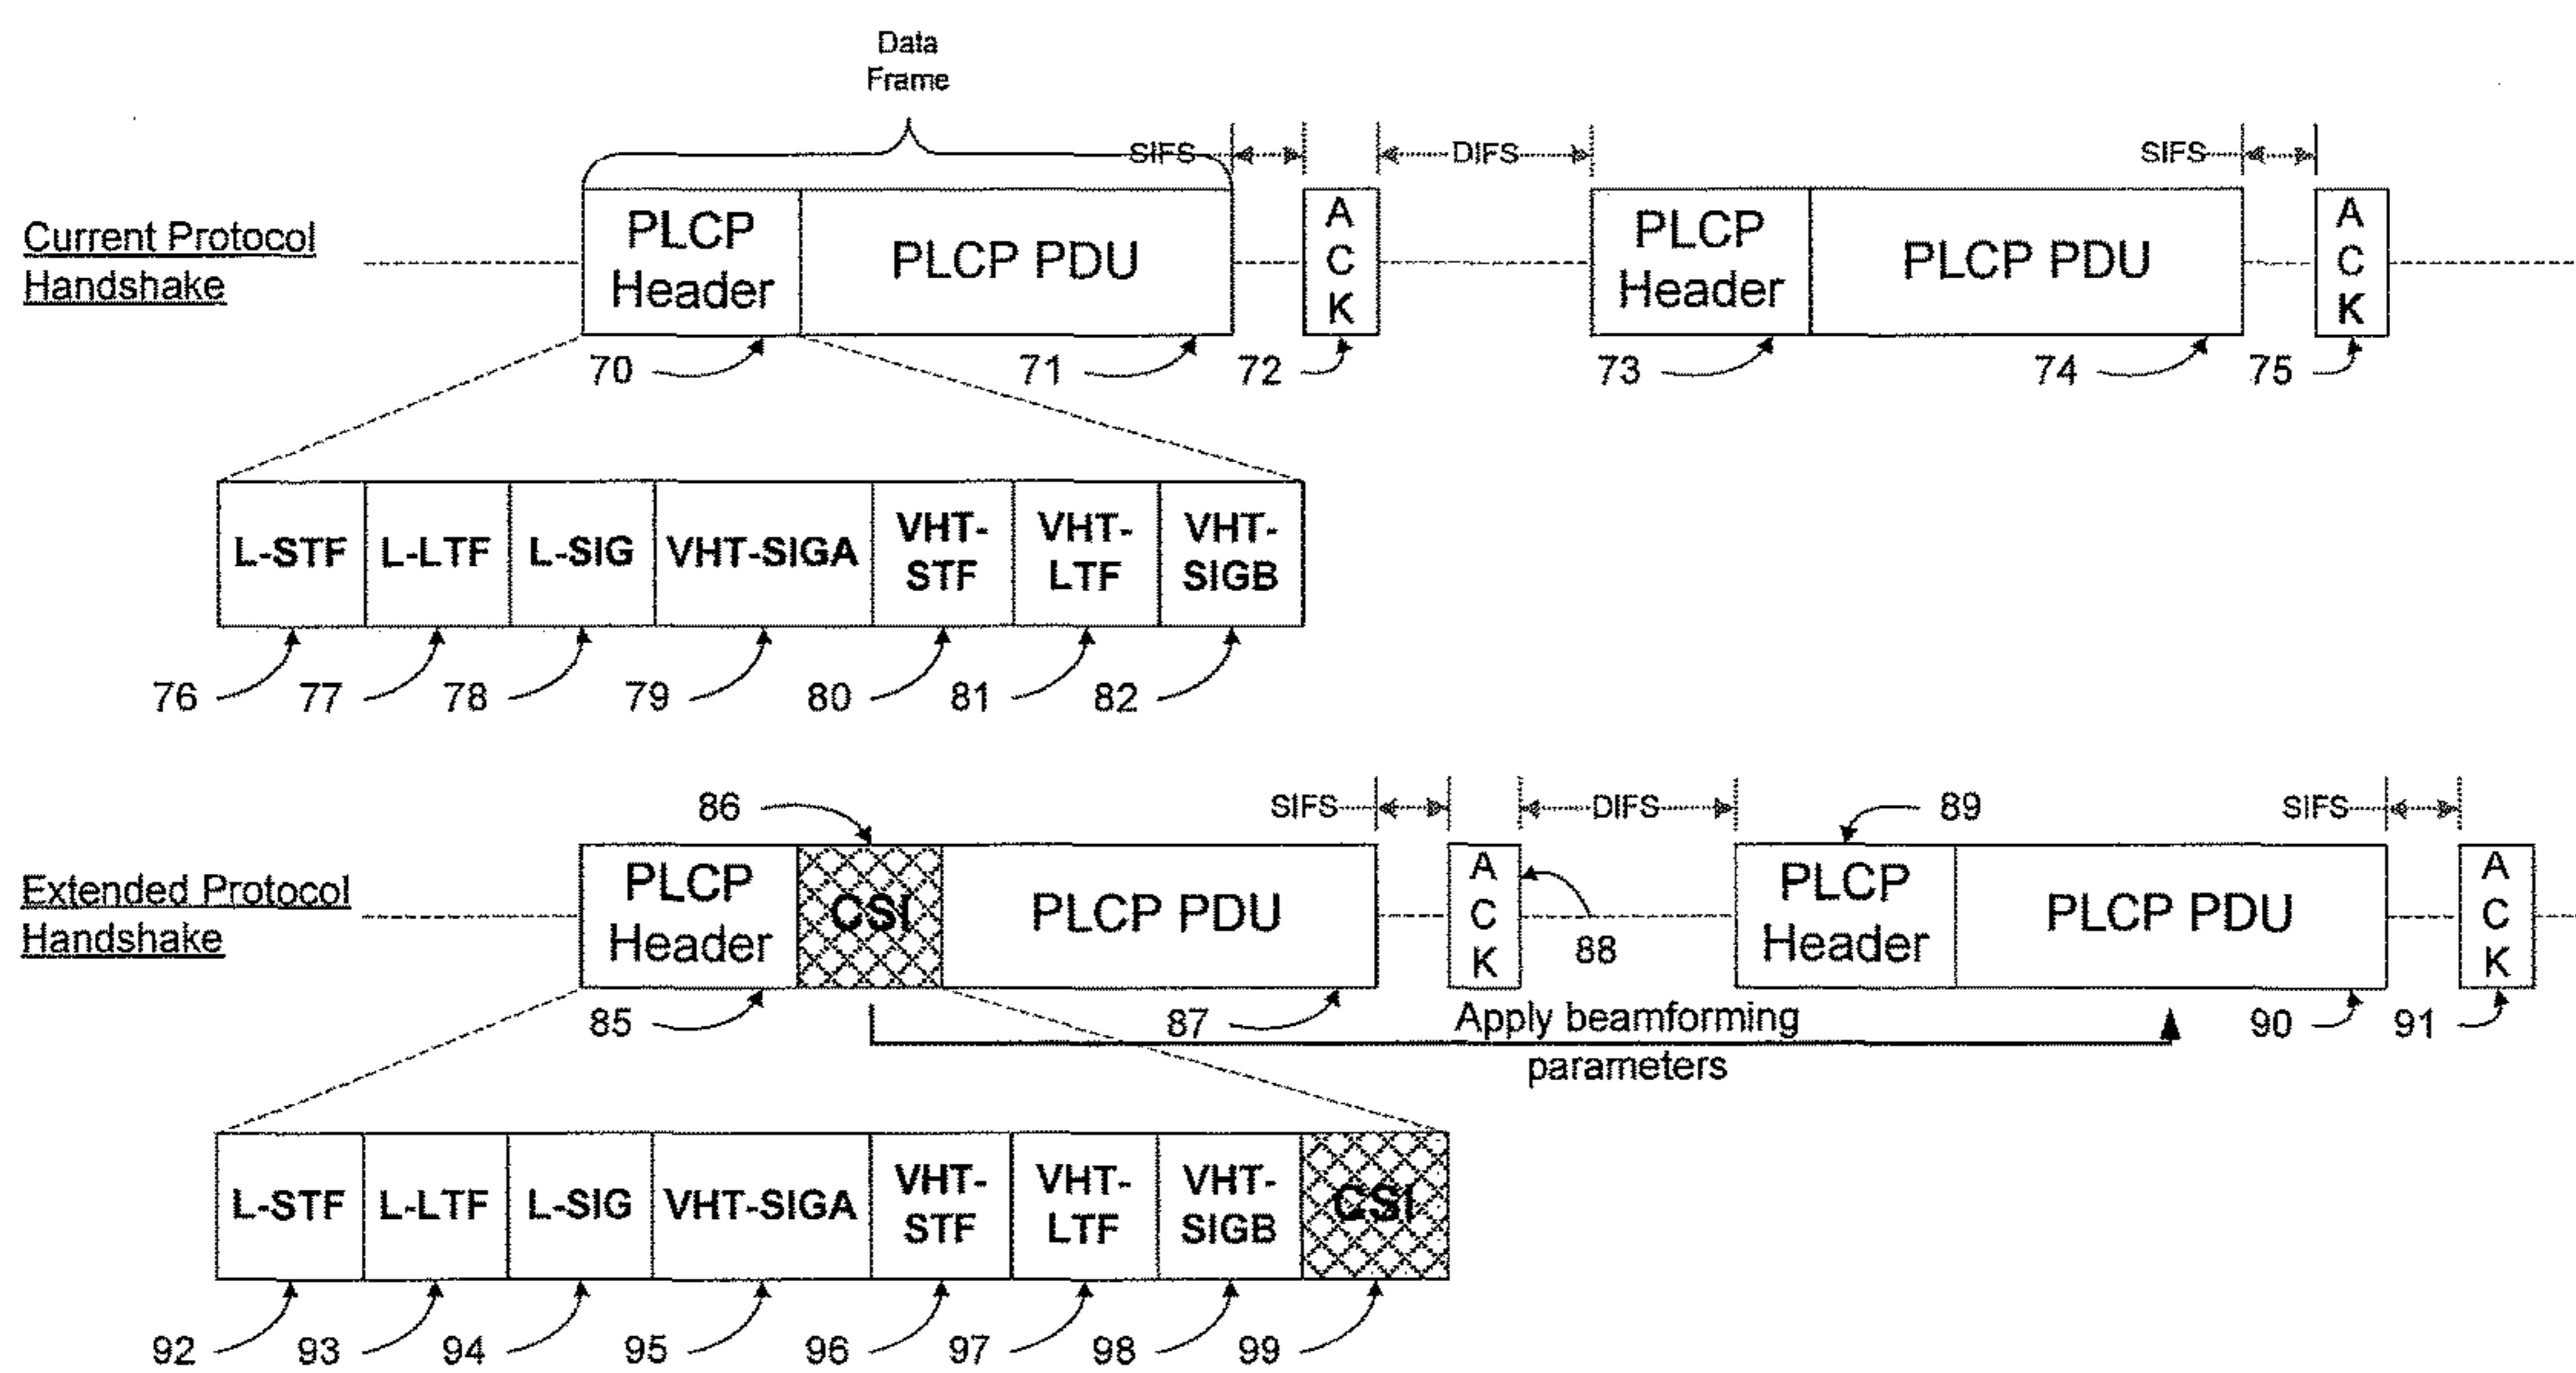 Data
Frame
SIFS
DIFS
SIFS
Current Protocol
Handshake
PLCP
Header
PLCP PDU
A
C
K
PLCP
Header
PLCP PDU
A
C
K
70
71
72
73
74
75
L-STF
L-LTF
L-SIG
VHT-SIGA
VHT-
STF
VHT-
LTF
VHT-
SIGB
76
77
78
79
80
81
82
86
SIFS
DIFS
89
SIFS
Extended Protocol
Handshake
PLCP
Header
CSI
PLCP PDU
A
C
K
88
PLCP
Header
PLCP PDU
A
C
K
85
87
Apply beamforming
parameters
90
91
L-STF
L-LTF
L-SIG
VHT-SIGA
VHT-
STF
VHT-
LTF
VHT-
SIGB
CSI
92
93
94
95
96
97
98
99